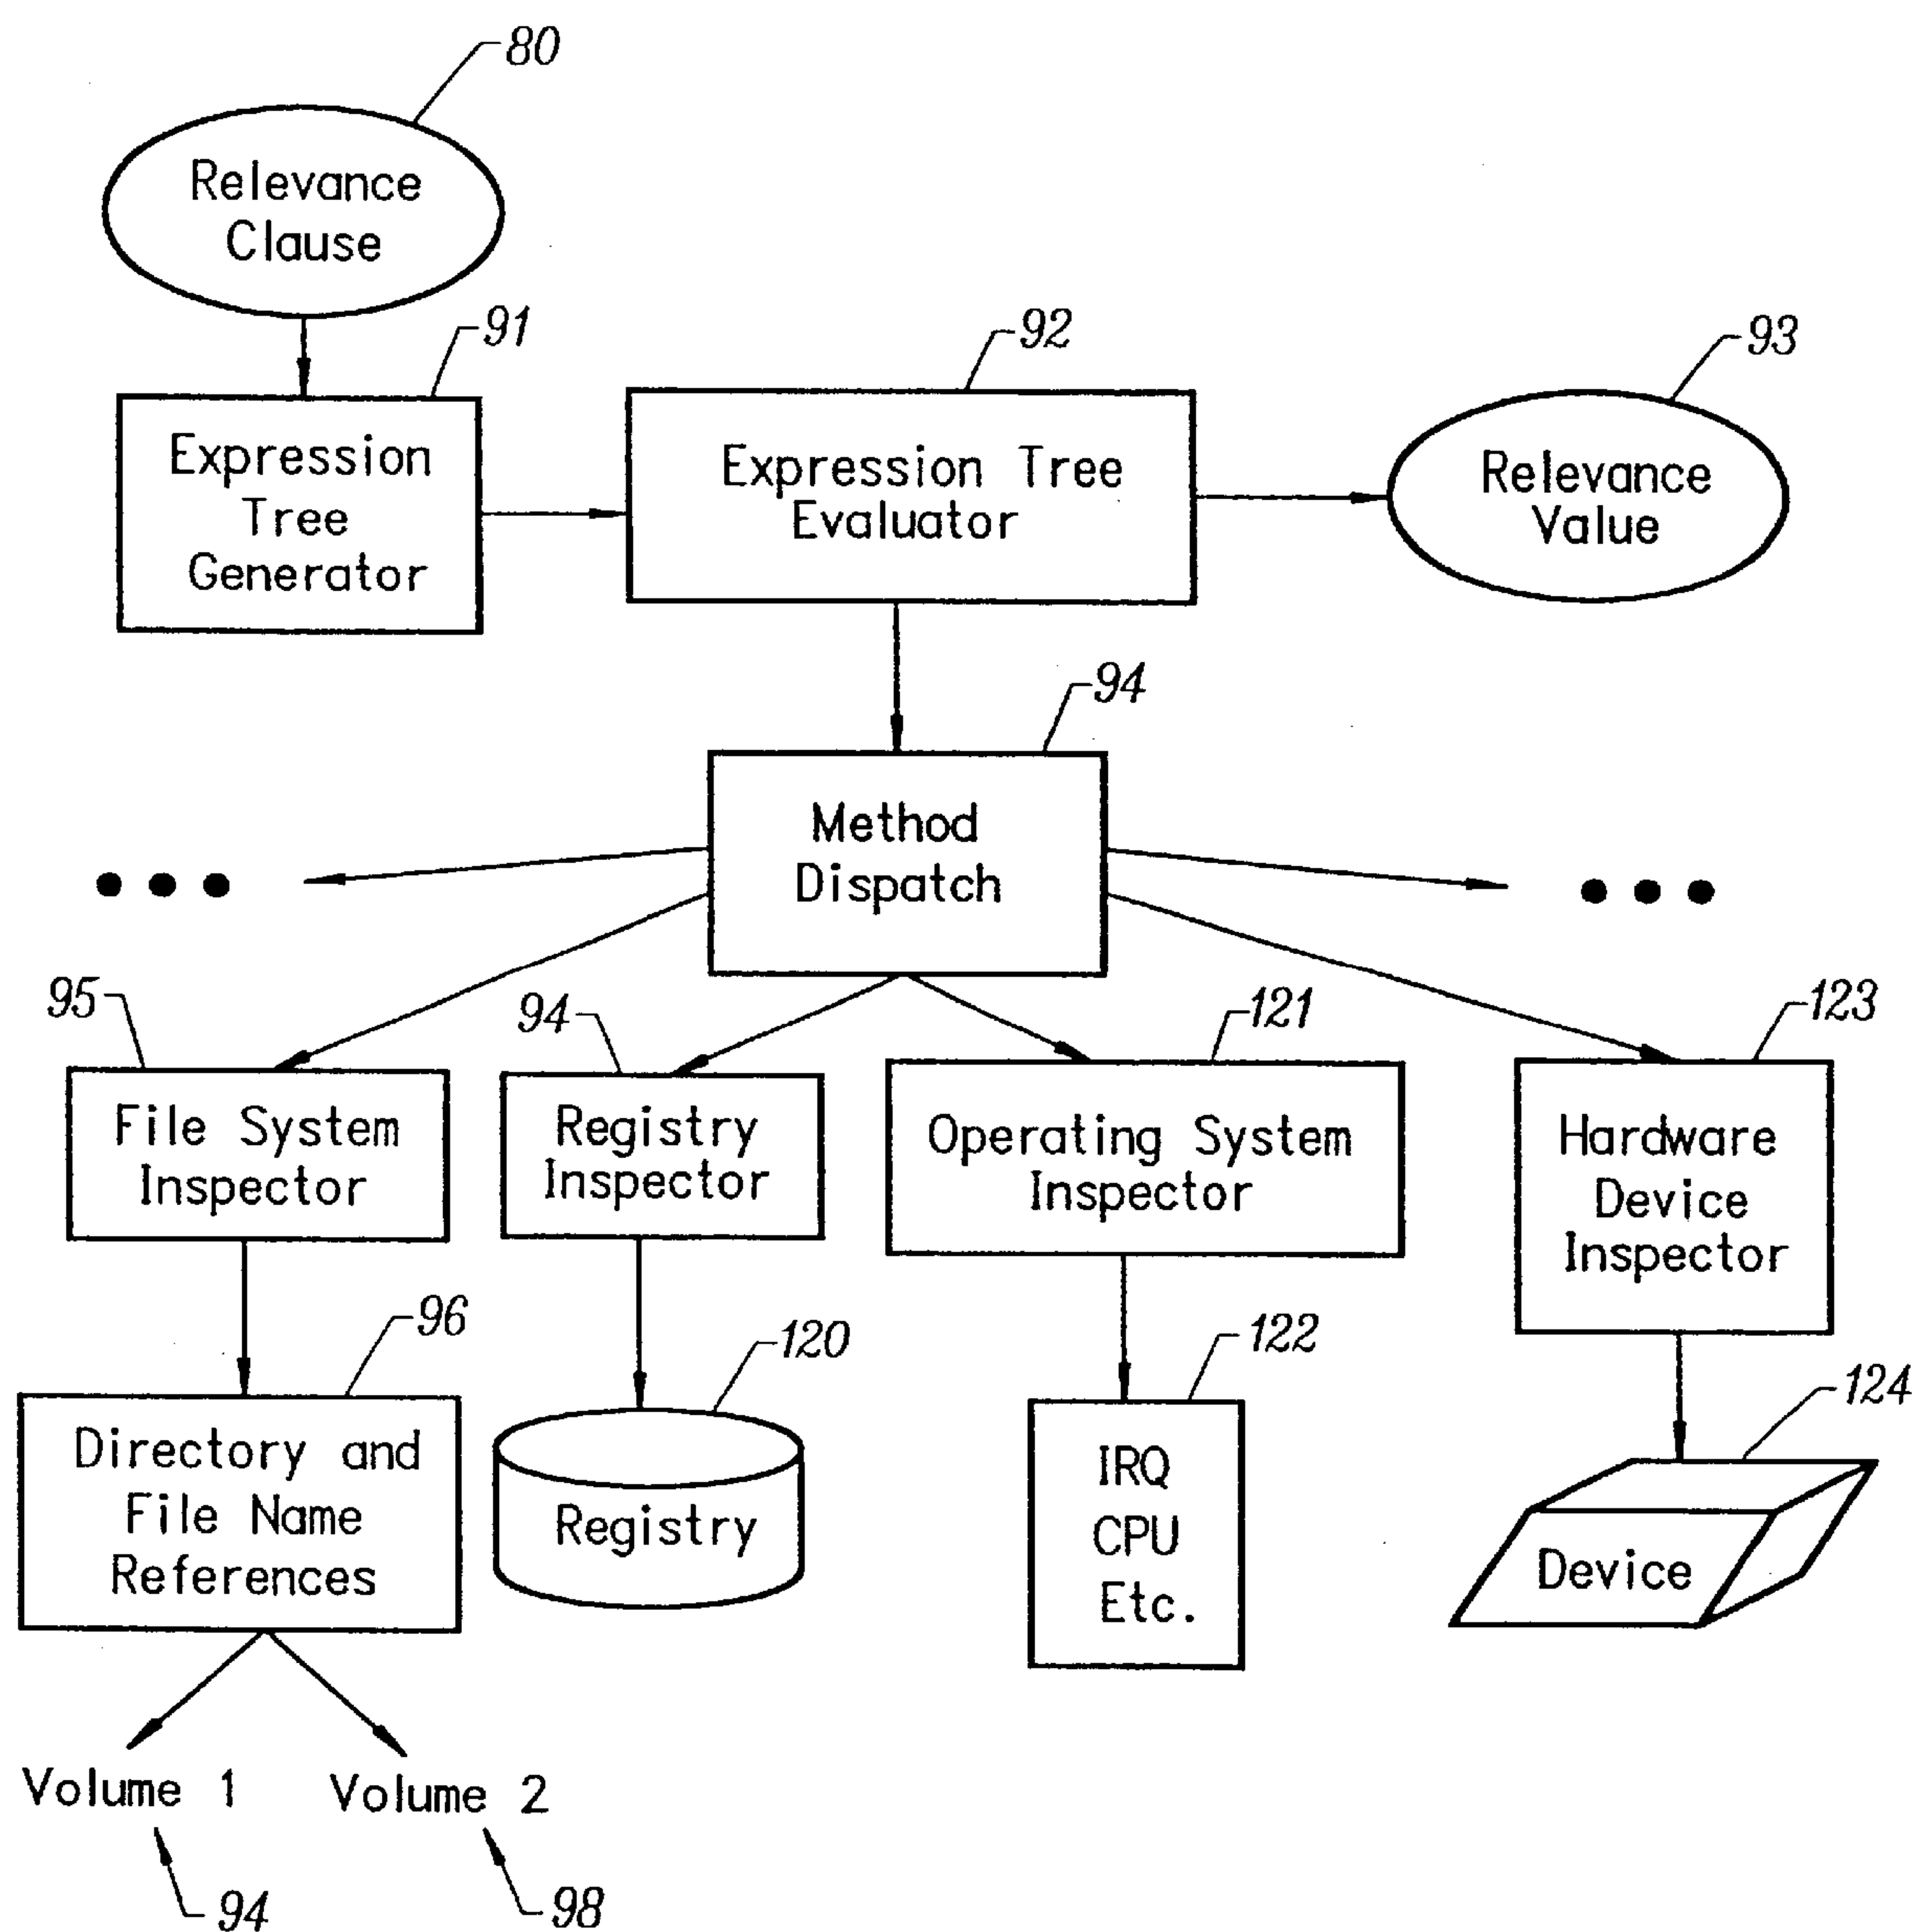 80
Relevance
Clause
91
92
93
Expression
Tree
Generator
Expression Tree
Evaluator
Relevance
Value
94
Method
Dispatch
95
94
121
123
File System
Inspector
Registry
Inspector
Operating System
Inspector
Hardware
Device
Inspector
96
120
122
124
Directory and
File Name
References
Registry
IRQ
CPU
Etc.
Device
Volume 1
Volume 2
94
98